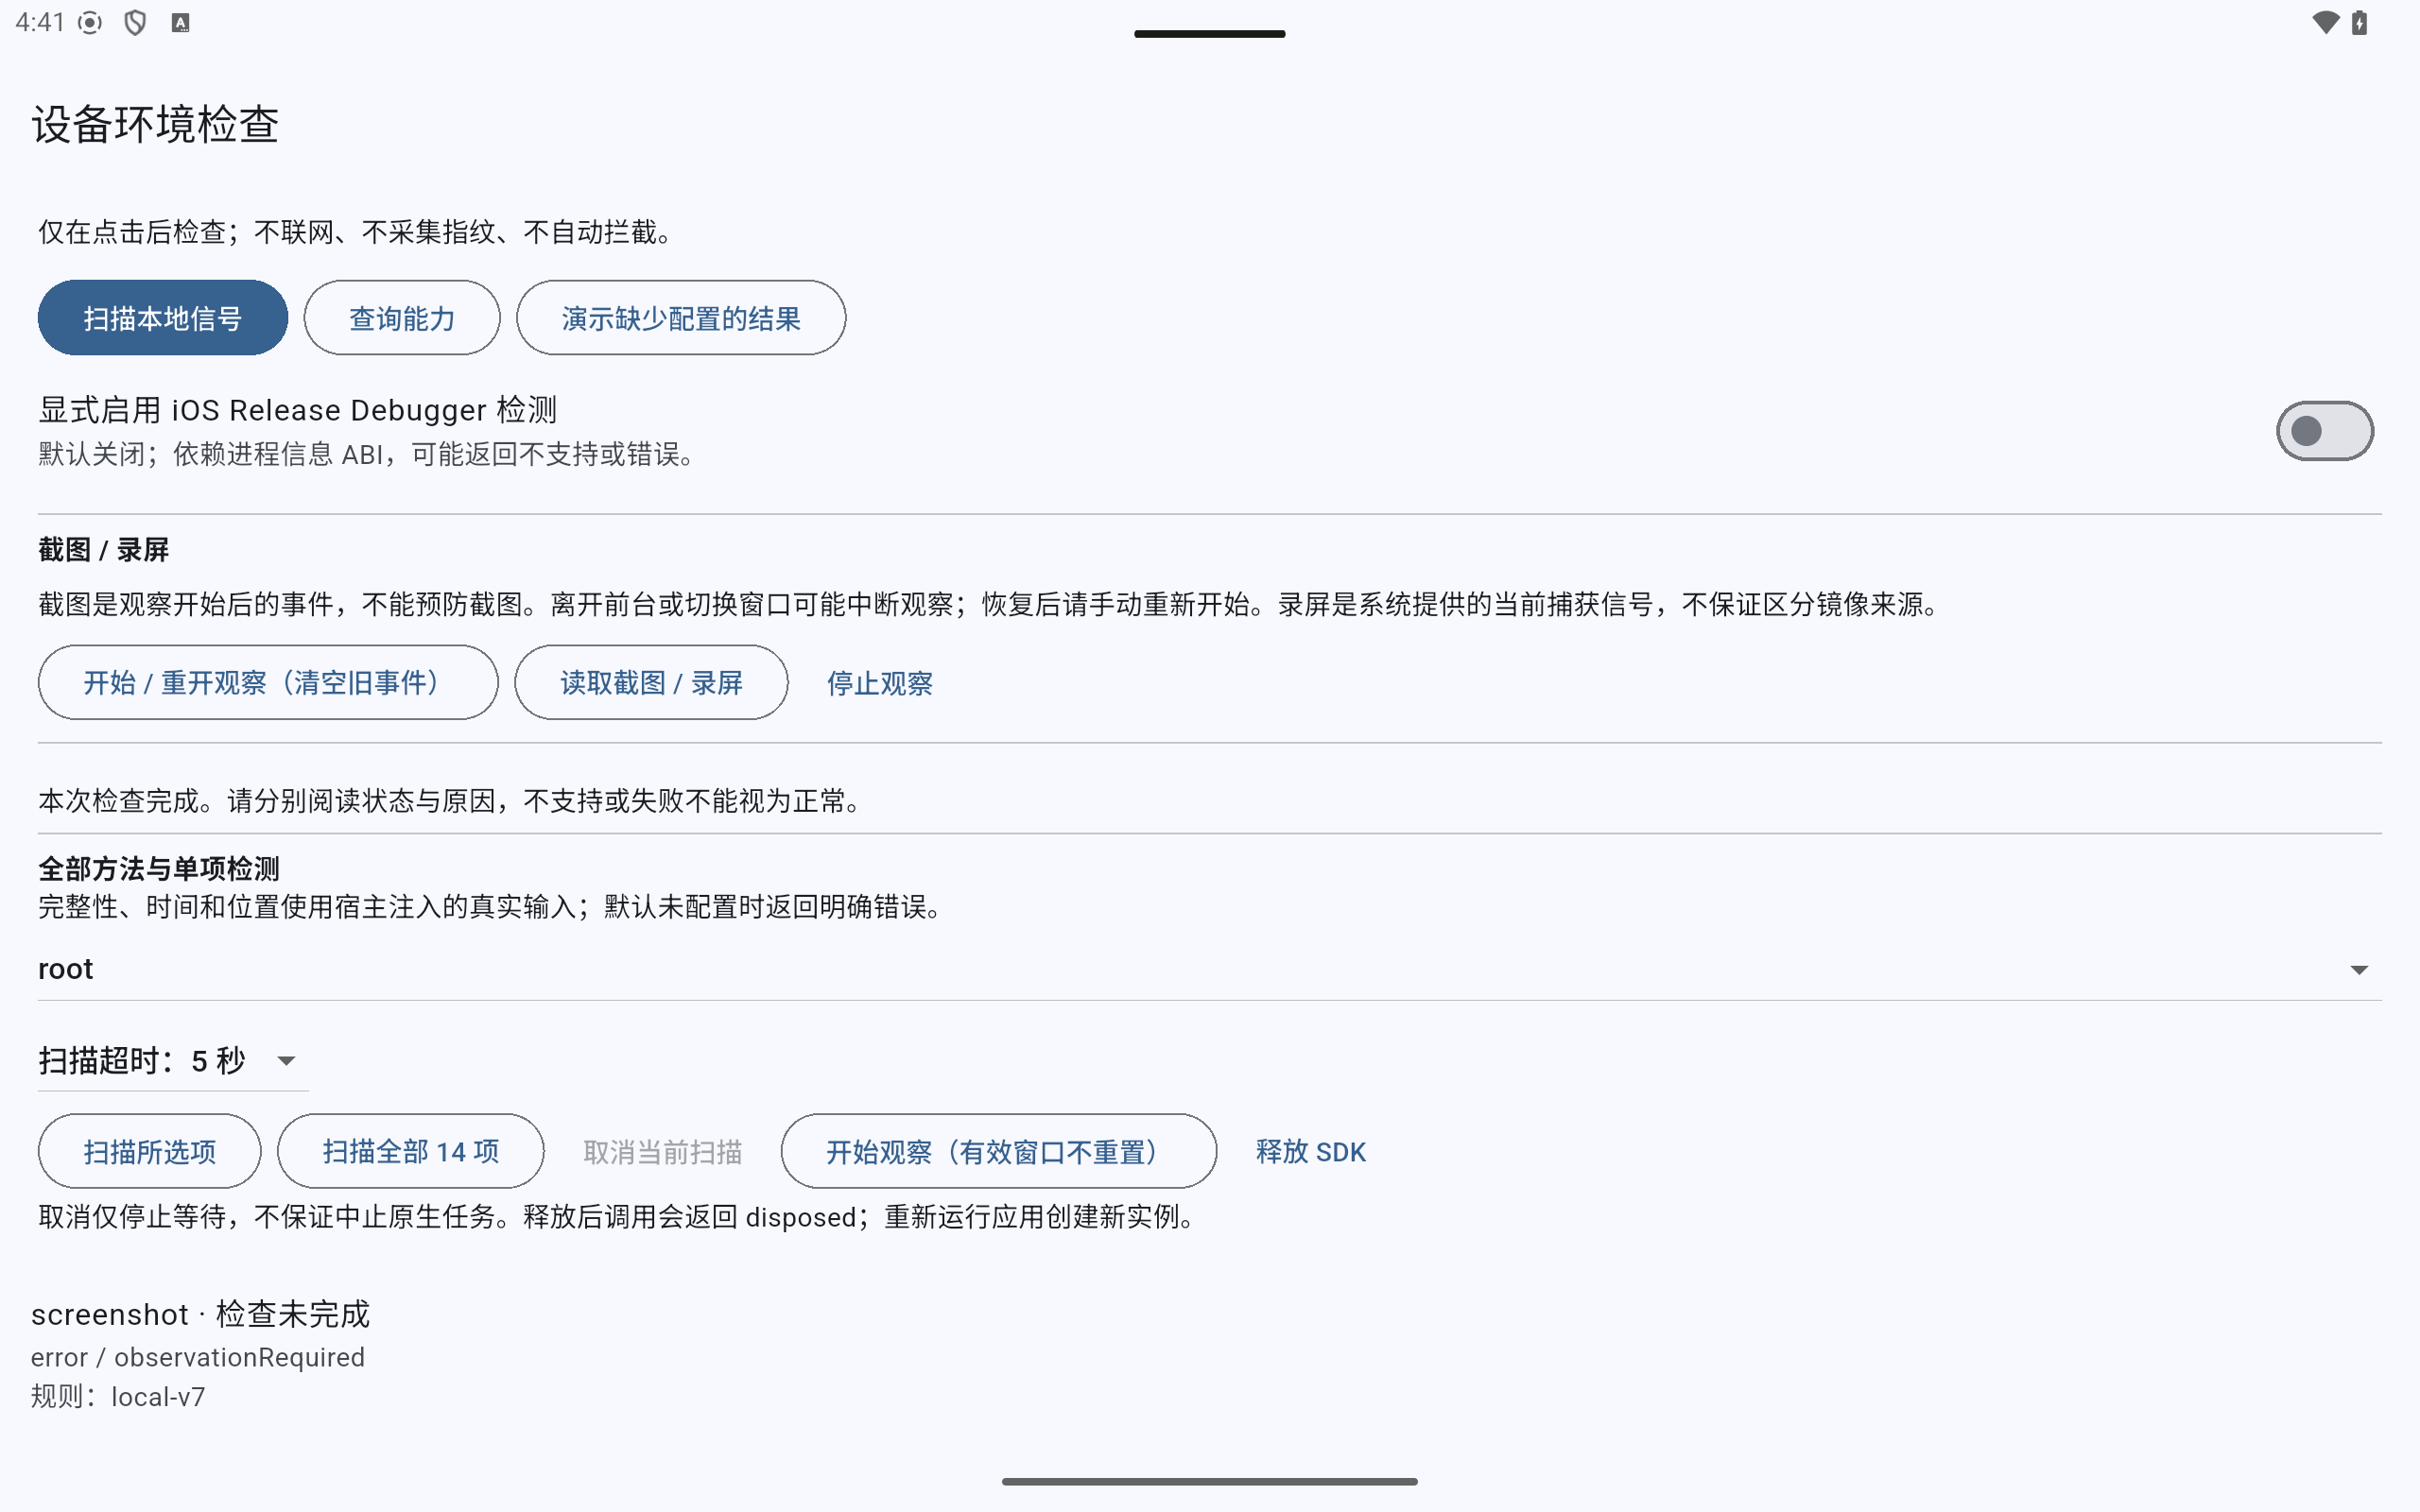 4:41
设备环境检查
仅在点击后检查；不联网、不采集指纹、不自动拦截。
扫描本地信号 查询能力 演示缺少配置的结果
显式启用 iOS Release Debugger 检测
默认关闭；依赖进程信息 ABI，可能返回不支持或错误。
截图 / 录屏
截图是观察开始后的事件，不能预防截图。离开前台或切换窗口可能中断观察；恢复后请手动重新开始。录屏是系统提供的当前捕获信号，不保证区分镜像来源。
开始 / 重开观察（清空旧事件） 读取截图 / 录屏 停止观察
本次检查完成。请分别阅读状态与原因，不支持或失败不能视为正常。
全部方法与单项检测
完整性、时间和位置使用宿主注入的真实输入；默认未配置时返回明确错误。
root
扫描超时：5 秒
扫描所选项 扫描全部 14 项 取消当前扫描 开始观察（有效窗口不重置） 释放 SDK
取消仅停止等待，不保证中止原生任务。释放后调用会返回 disposed；重新运行应用创建新实例。
screenshot · 检查未完成
error / observationRequired
规则：local-v7